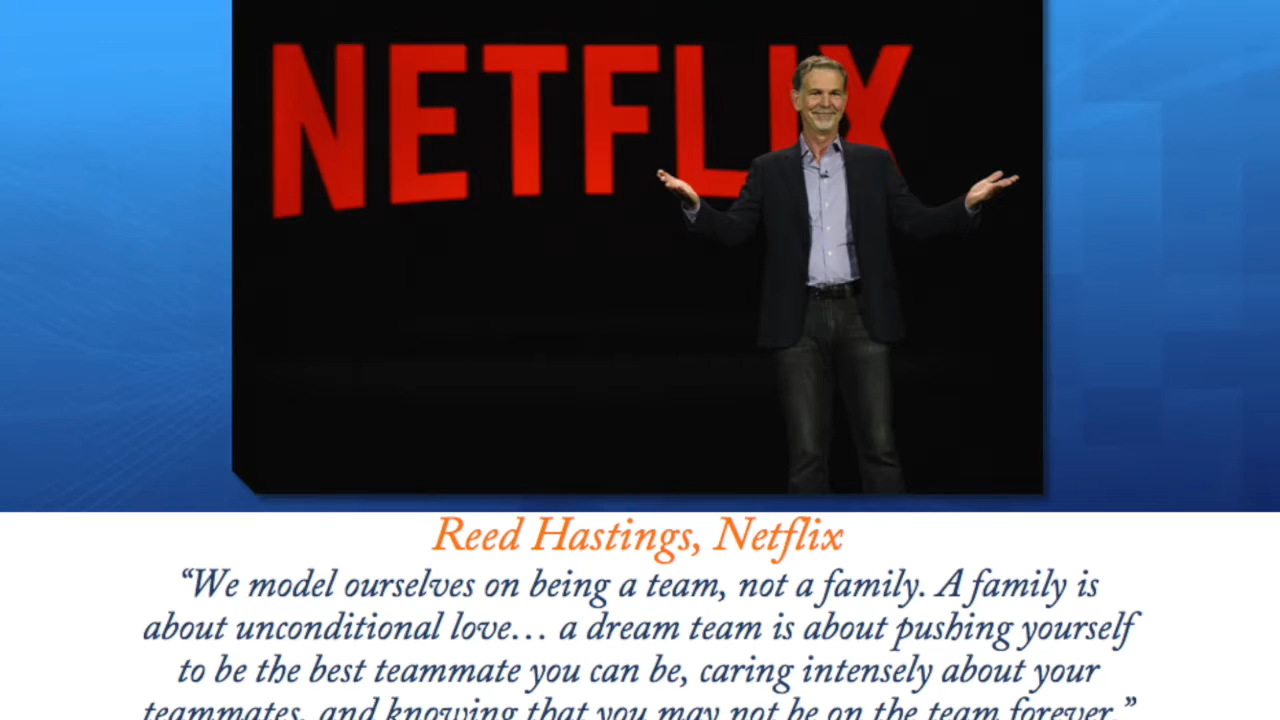 NETFLIX
Reed Hastings, Netflix
“We model ourselves on being a team, not a family. A family is
about unconditional love... a dream team is about pushing yourself
to be the best teammate you can be, caring intensely about your
teammates, and knowing that you may not be on the team forever.”